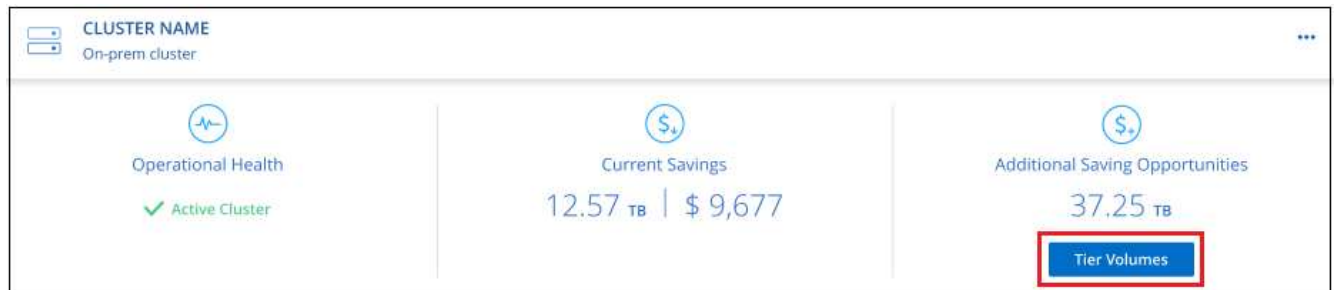 CLUSTER NAME
On-prem cluster
•••
Operational Health
Active Cluster
Current Savings
12.57 TB | $ 9,677
Additional Saving Opportunities
37.25 TB
Tier Volumes